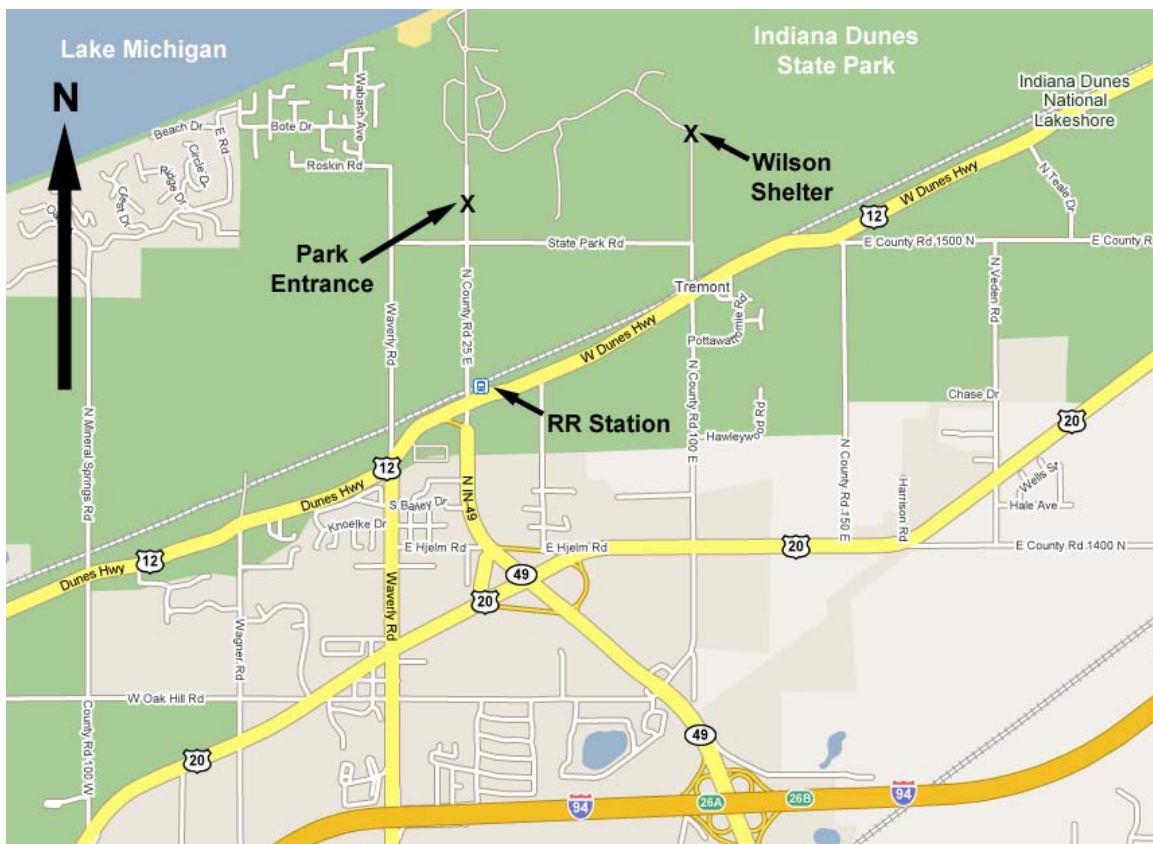 Lake Michigan
Indiana Dunes
State Park
Indiana Dunes
National
Lakeshore
N
Wabash Ave
Beach Dr
E Rd
Bote Dr
Circle Dr
Ridge Dr
Crest Dr
Roskin Rd
X
Wilson
Shelter
X
Park
Entrance
W Dunes Hwy
12
N Teale Dr
State Park Rd
E County Rd 1500 N
E County R
N Mineral Springs Rd
Waverly Rd
N County Rd 25 E
Tremont
Pottawattomie Rd
N Veden Rd
W Dunes Hwy
RR Station
N County Rd 100 E
Rd
Hawleywo
Chase Dr
20
N County Rd 150 E
Harrison Rd
Wells St
Hale Ave
12
Dunes Hwy
N IN-49
S Bailey Dr
Knoelke Dr
E Hjelm Rd
E Hjelm Rd
20
E County Rd 1400 N
12
Dunes Hwy
49
20
Waverly Rd
Wagner Rd
W Oak Hill Rd
County Rd 100 W
20
49
94
26A
26B
94